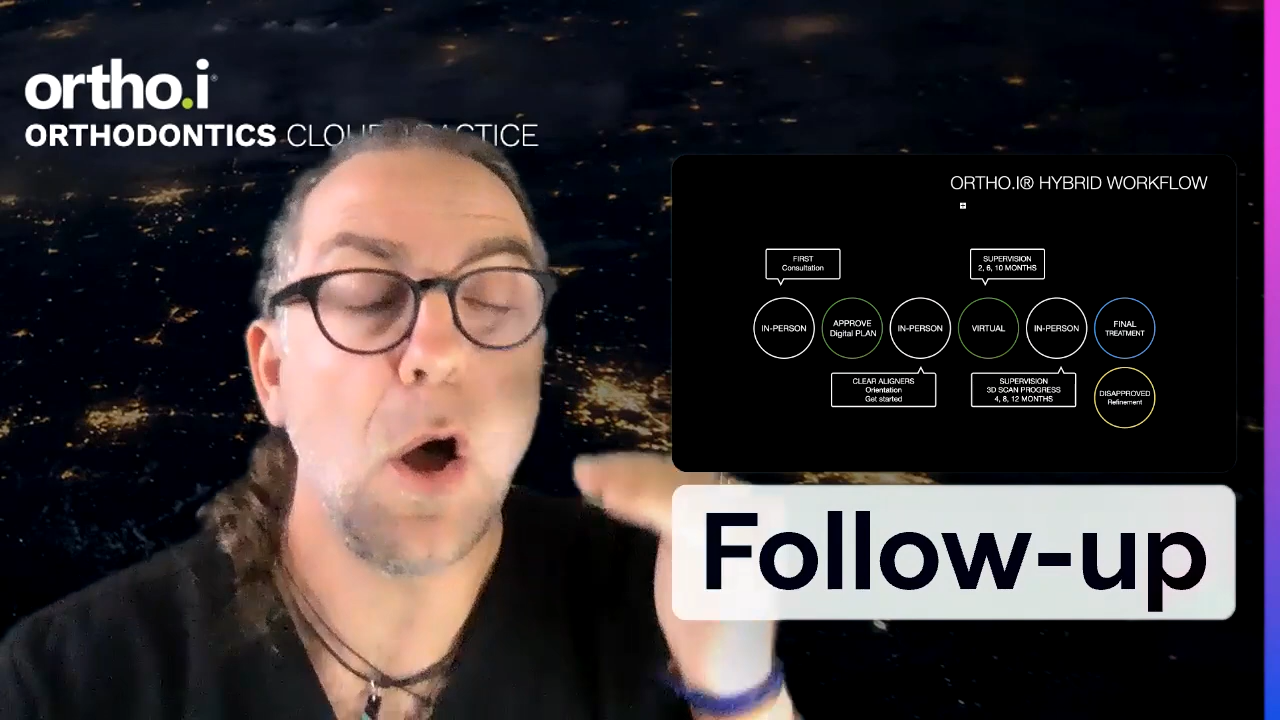 ortho.i®
ORTHODONTICS CLOUD PRACTICE
ORTHO.I® HYBRID WORKFLOW
FIRST
Consultation
SUPERVISION
2, 6, 10 MONTHS
IN-PERSON
APPROVE
Digital PLAN
IN-PERSON
VIRTUAL
IN-PERSON
FINAL
TREATMENT
CLEAR ALIGNERS
Orientation
Get started
SUPERVISION
3D SCAN PROGRESS
4, 8, 12 MONTHS
DISAPPROVED
Refinement
Follow-up